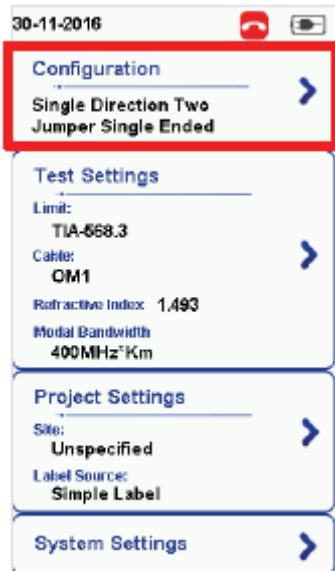 30-11-2016
Configuration
Single Direction Two
Jumper Single Ended
Test Settings
Limit:
TIA-568.3
Cable:
OM1
Refractive Index 1.493
Modal Bandwidth
400MHz*Km
Project Settings
Site:
Unspecified
Label Source:
Simple Label
System Settings